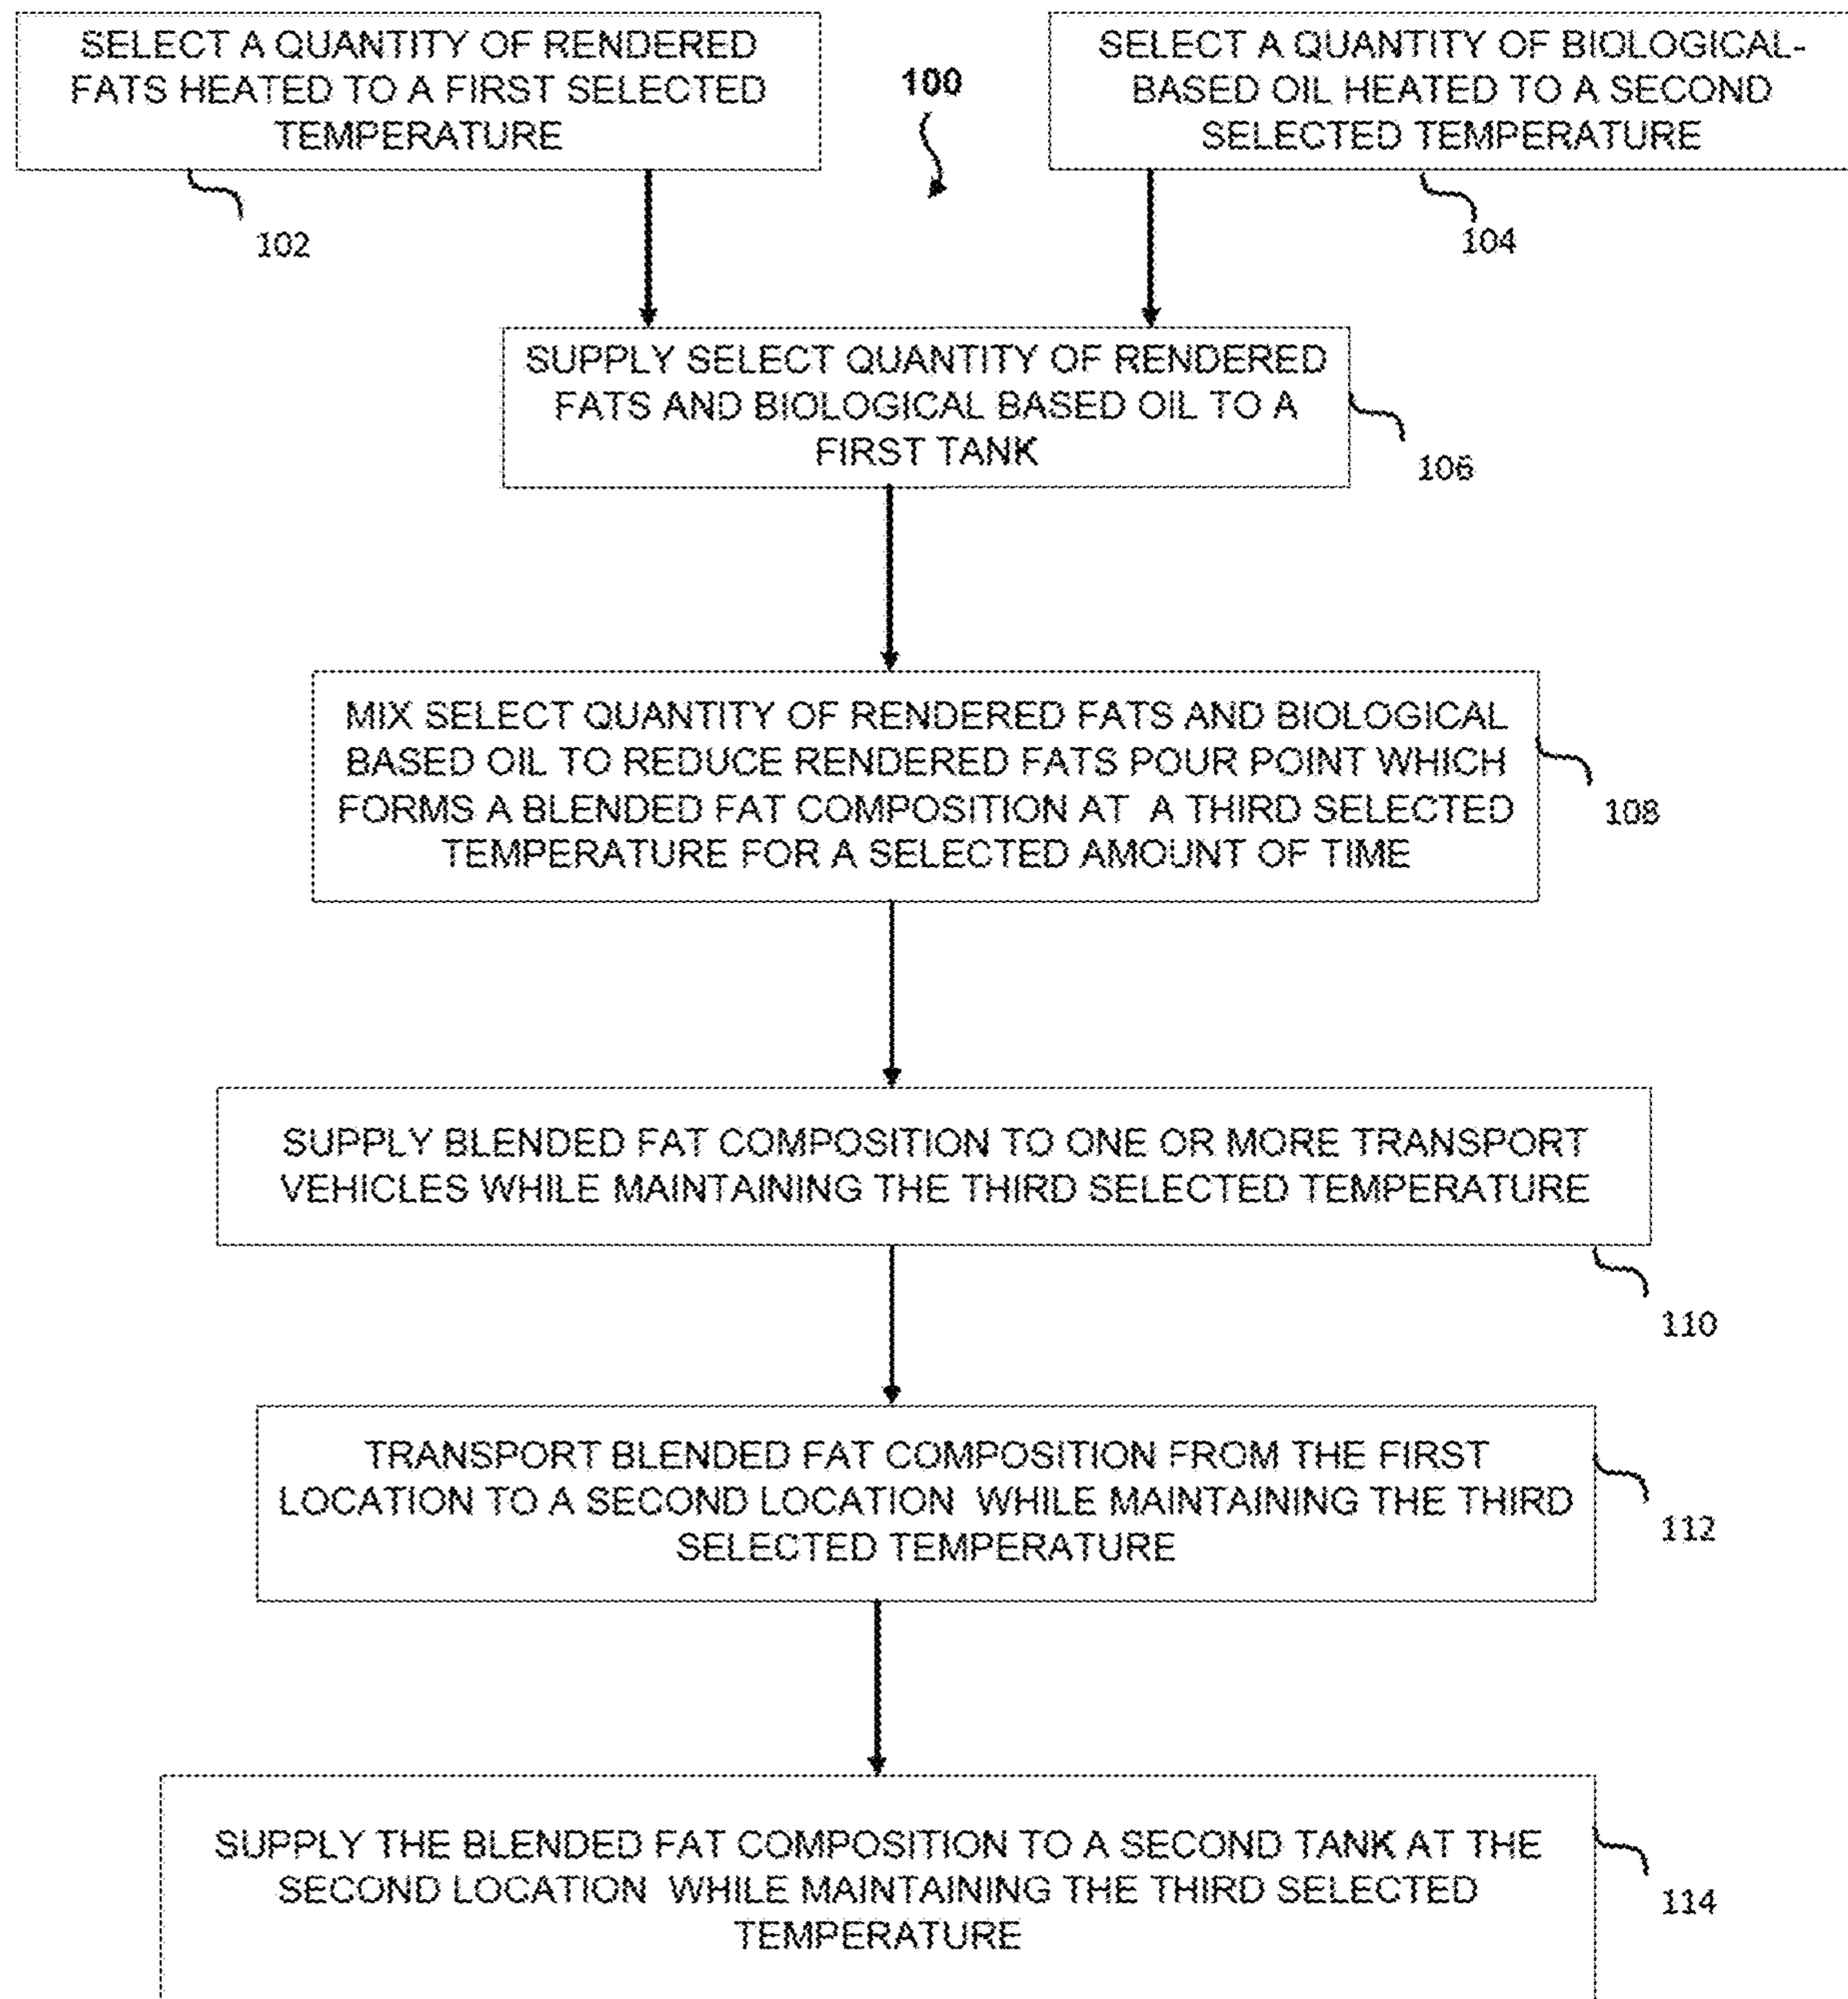 SELECT A QUANTITY OF RENDERED
FATS HEATED TO A FIRST SELECTED
TEMPERATURE
102
100
SELECT A QUANTITY OF BIOLOGICAL-
BASED OIL HEATED TO A SECOND
SELECTED TEMPERATURE
104
SUPPLY SELECT QUANTITY OF RENDERED
FATS AND BIOLOGICAL BASED OIL TO A
FIRST TANK
106
MIX SELECT QUANTITY OF RENDERED FATS AND BIOLOGICAL
BASED OIL TO REDUCE RENDERED FATS POUR POINT WHICH
FORMS A BLENDED FAT COMPOSITION AT A THIRD SELECTED
TEMPERATURE FOR A SELECTED AMOUNT OF TIME
108
SUPPLY BLENDED FAT COMPOSITION TO ONE OR MORE TRANSPORT
VEHICLES WHILE MAINTAINING THE THIRD SELECTED TEMPERATURE
110
TRANSPORT BLENDED FAT COMPOSITION FROM THE FIRST
LOCATION TO A SECOND LOCATION WHILE MAINTAINING THE THIRD
SELECTED TEMPERATURE
112
SUPPLY THE BLENDED FAT COMPOSITION TO A SECOND TANK AT THE
SECOND LOCATION WHILE MAINTAINING THE THIRD SELECTED
TEMPERATURE
114